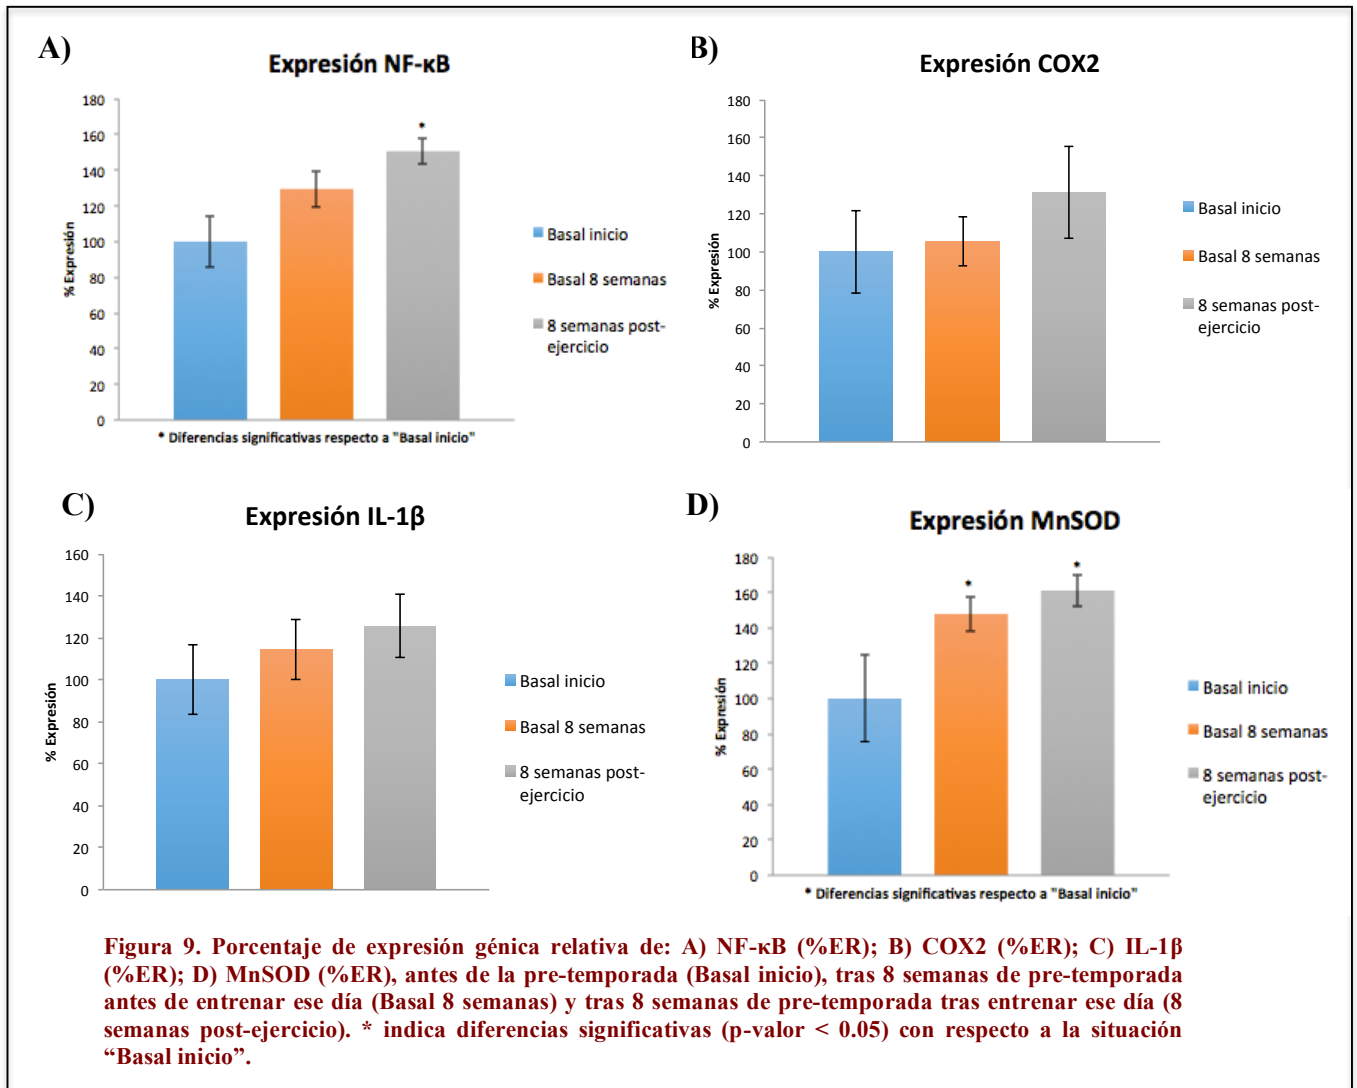 A)
Expresión NF-κB
180
160
140
120
100
80
60
40
20
0
% Expresión
*
Basal inicio
Basal 8 semanas
8 semanas post-
ejercicio
* Diferencias significativas respecto a "Basal inicio"
B)
Expresión COX2
180
160
140
120
100
80
60
40
20
0
% Expresión
Basal inicio
Basal 8 semanas
8 semanas post-
ejercicio
C)
Expresión IL-1β
160
140
120
100
80
60
40
20
0
% Expresión
Basal inicio
Basal 8 semanas
8 semanas post-
ejercicio
D)
Expresión MnSOD
180
160
140
120
100
80
60
40
20
0
% Expresión
*
*
Basal inicio
Basal 8 semanas
8 semanas post-
ejercicio
* Diferencias significativas respecto a "Basal inicio"
Figura 9. Porcentaje de expresión génica relativa de: A) NF-κB (%ER); B) COX2 (%ER); C) IL-1β
(%ER); D) MnSOD (%ER), antes de la pre-temporada (Basal inicio), tras 8 semanas de pre-temporada
antes de entrenar ese día (Basal 8 semanas) y tras 8 semanas de pre-temporada tras entrenar ese día (8
semanas post-ejercicio). * indica diferencias significativas (p-valor < 0.05) con respecto a la situación
“Basal inicio”.